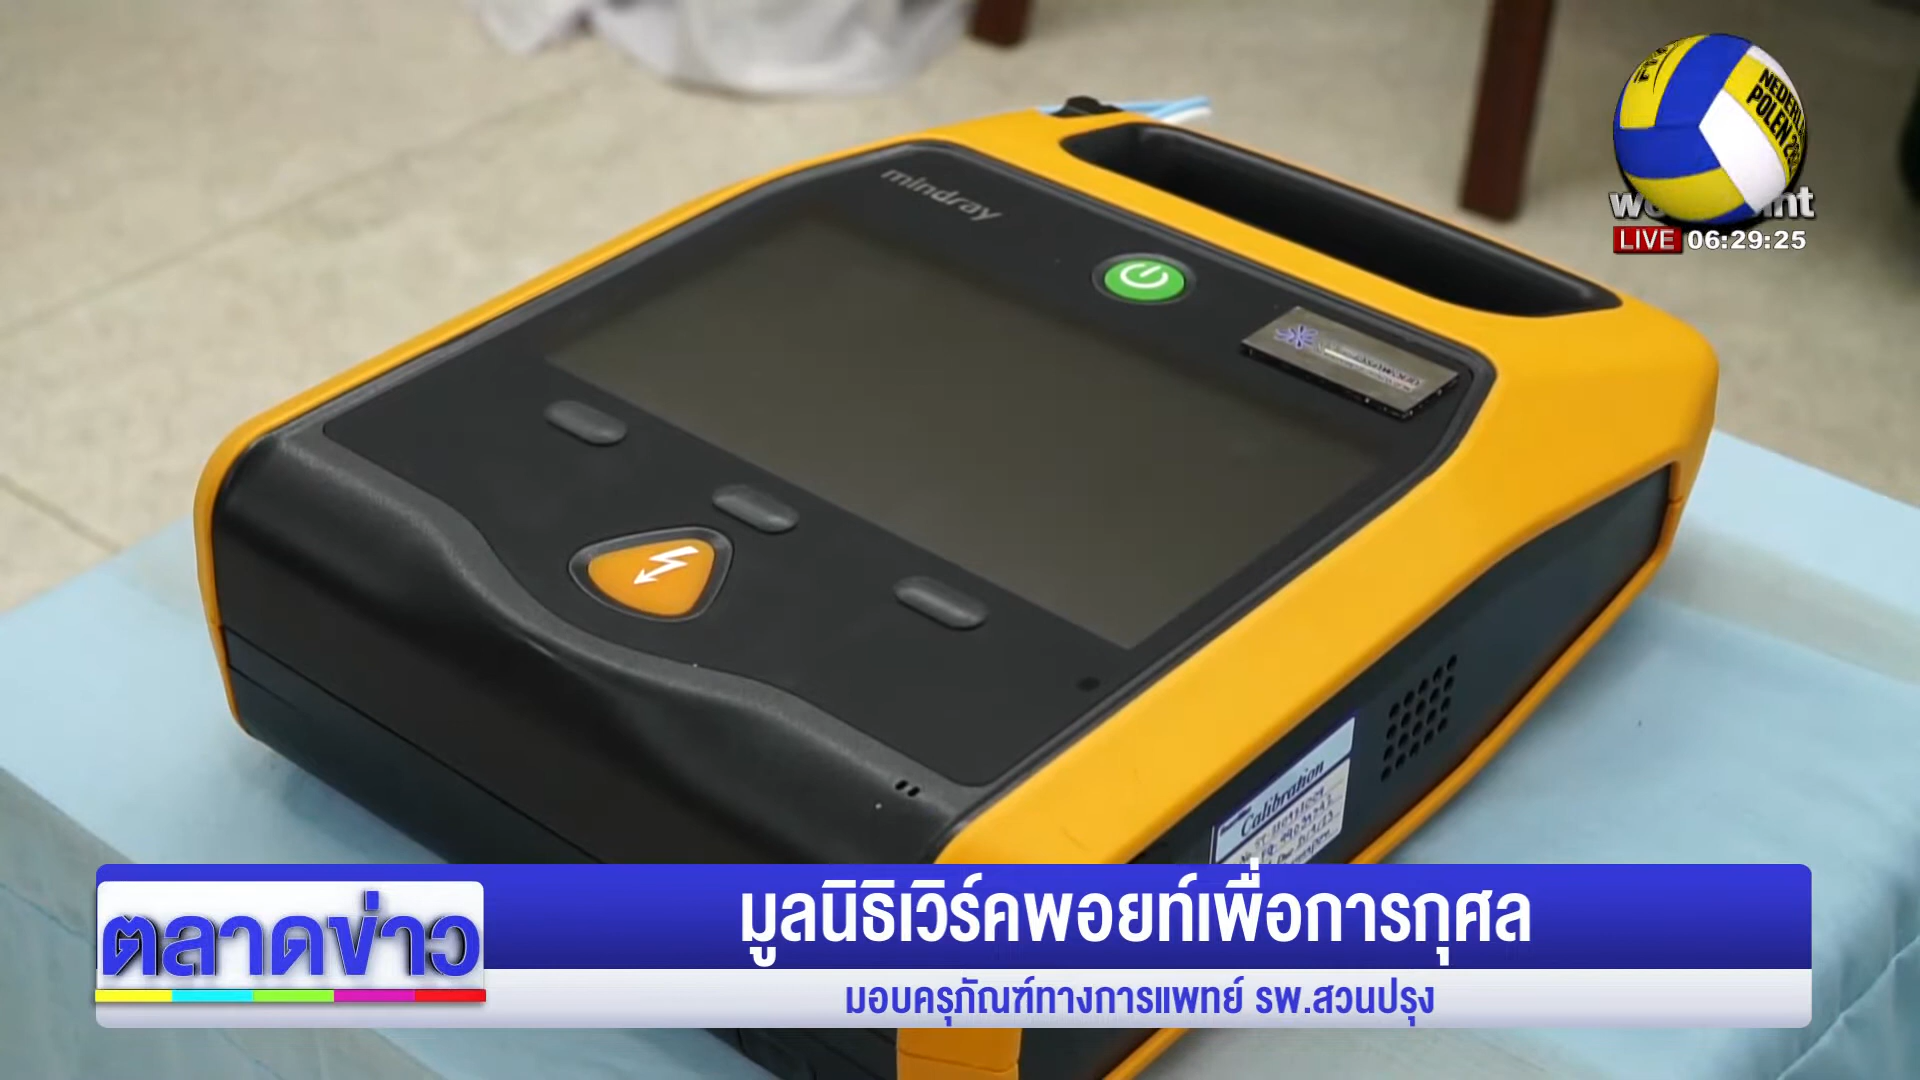 mindray
NEDERL
POLEN
LIVE 06:29:25
Calibration
ตลาดข่าว
มูลนิธิเวิร์คพอยท์เพื่อการกุศล
มอบครุภัณฑ์ทางการแพทย์ รพ.สวนปรุง